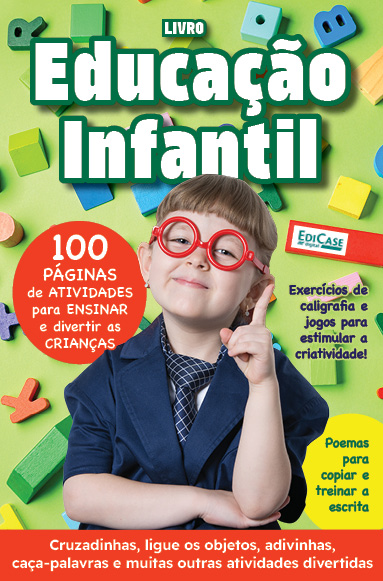 LIVRO
Educação
Infantil
100
PÁGINAS
de ATIVIDADES
para ENSINAR
e divertir as
CRIANÇAS
EDICASE
digital
Exercícios de
caligrafia e
jogos para
estimular a
criatividade!
Poemas
para
copiar e
treinar a
escrita
Cruzadinhas, ligue os objetos, adivinhas,
caça-palavras e muitas outras atividades divertidas